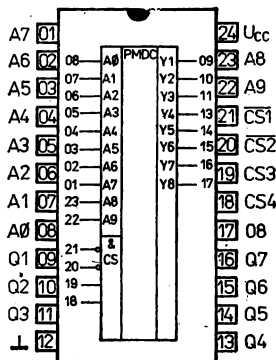 A7 01
A6 02
A5 03
A4 04
A3 05
A2 06
A1 07
AØ 08
Q1 09
Q2 10
Q3 11
⊥ 12
24 Ucc
23 A8
22 A9
21 CS1
20 CS2
19 CS3
18 CS4
17 08
16 Q7
15 Q6
14 Q5
13 Q4
PMDC
08 AØ Y1 09
07 A1 Y2 10
06 A2 Y3 11
05 A3 Y4 13
04 A4 Y5 14
03 A5 Y6 15
02 A6 Y7 16
01 A7 Y8 17
23 A8
22 A9
21 &
20 CS
19
18